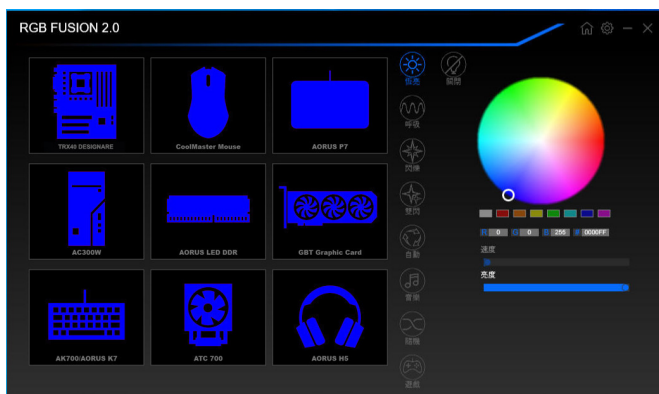 RGB FUSION 2.0
TRX40 DESIGNARE
CoolMaster Mouse
AORUS P7
AC300W
AORUS LED DDR
GBT Graphic Card
AK700/AORUS K7
ATC 700
AORUS H5
恆亮
關閉
呼吸
閃爍
雙閃
自動
音樂
隨機
遊戲
R 0 G 0 B 255 # 0000FF
速度
亮度